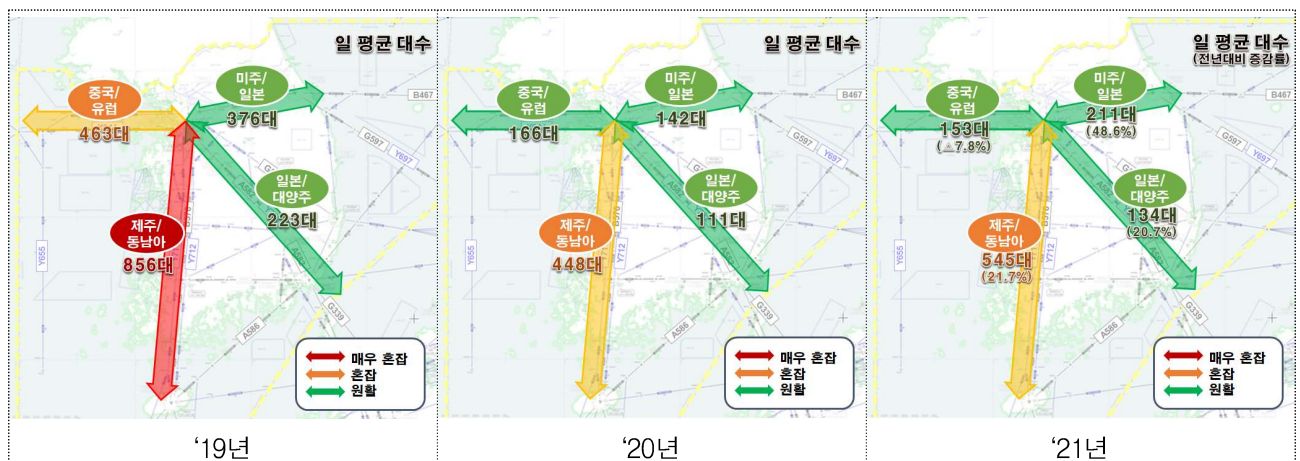 일 평균 대수
중국/
유럽
463대
미주/
일본
376대
일본/
대양주
223대
제주/
동남아
856대
B467
G597
Y697
Y655
Y712
B576
A586
G339
매우 혼잡
혼잡
원활
‘19년
일 평균 대수
중국/
유럽
166대
미주/
일본
142대
일본/
대양주
111대
제주/
동남아
448대
B467
G597
Y697
Y655
Y712
B576
A586
G339
매우 혼잡
혼잡
원활
‘20년
일 평균 대수
(전년대비 증감률)
중국/
유럽
153대
(△7.8%)
미주/
일본
211대
(48.6%)
일본/
대양주
134대
(20.7%)
제주/
동남아
545대
(21.7%)
B467
G597
Y697
Y655
Y712
B576
A586
G339
매우 혼잡
혼잡
원활
‘21년